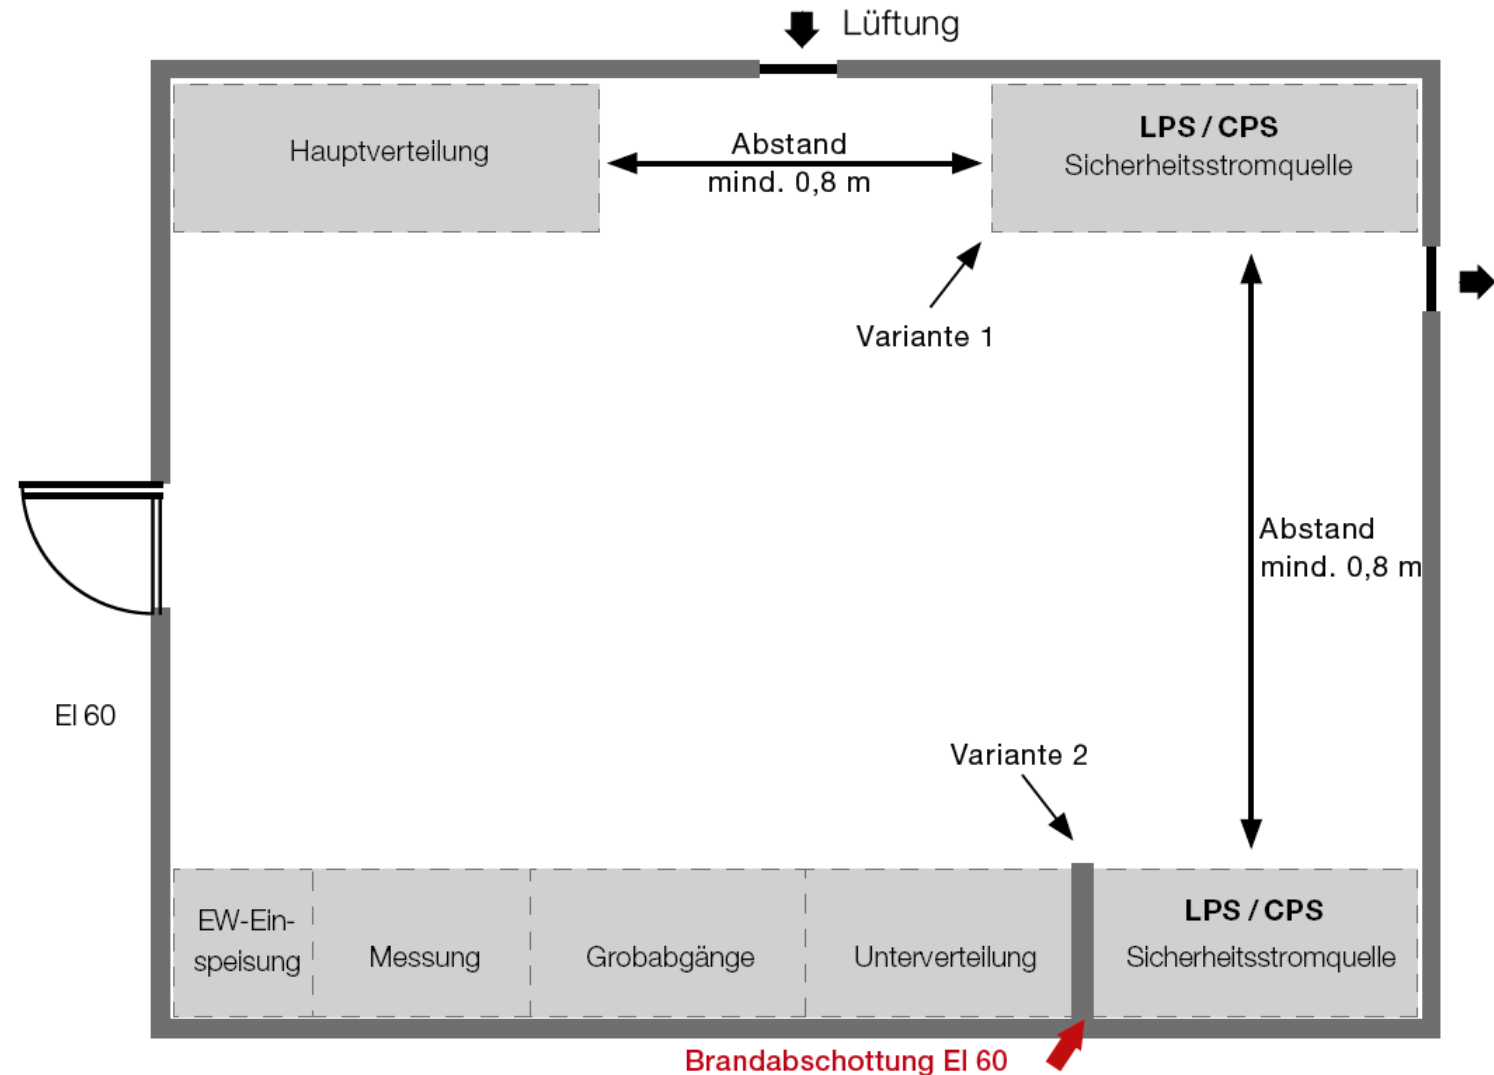 Lüftung
Hauptverteilung
Abstand
mind. 0,8 m
LPS / CPS
Sicherheitsstromquelle
Variante 1
Abstand
mind. 0,8 m
EI 60
Variante 2
EW-Ein-
speisung
Messung
Grobabgänge
Unterverteilung
LPS / CPS
Sicherheitsstromquelle
Brandabschottung EI 60